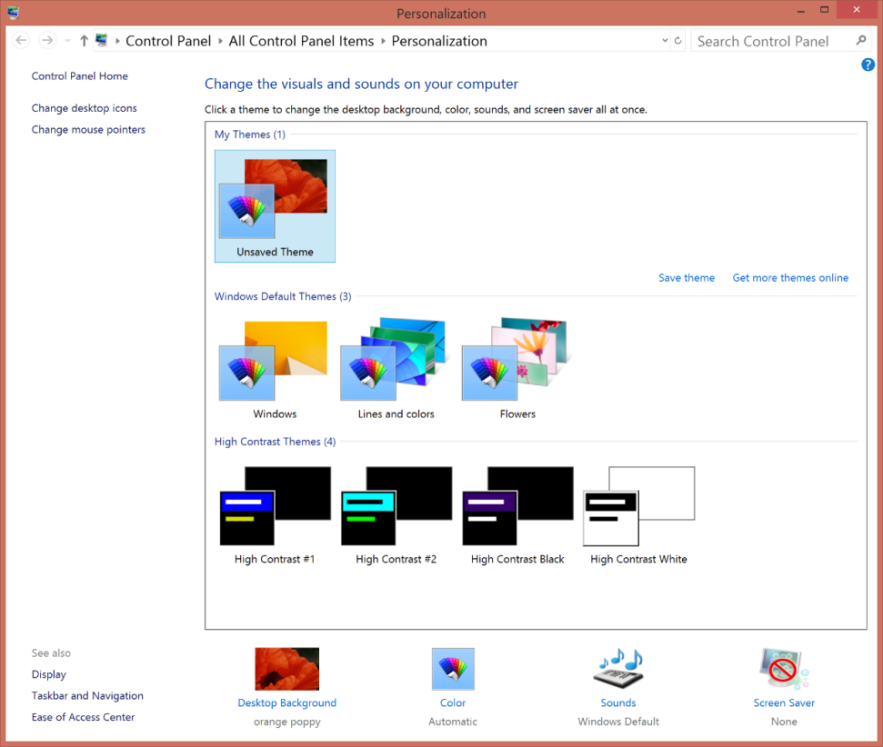 Personalization
Control Panel All Control Panel Items Personalization
Search Control Panel
Control Panel Home
Change desktop icons
Change mouse pointers
Change the visuals and sounds on your computer
Click a theme to change the desktop background, color, sounds, and screen saver all at once.
My Themes (1)
Unsaved Theme
Save theme Get more themes online
Windows Default Themes (3)
Windows Lines and colors Flowers
High Contrast Themes (4)
High Contrast #1 High Contrast #2 High Contrast Black High Contrast White
See also
Display
Taskbar and Navigation
Ease of Access Center
Desktop Background Color Sounds Screen Saver
orange poppy Automatic Windows Default None